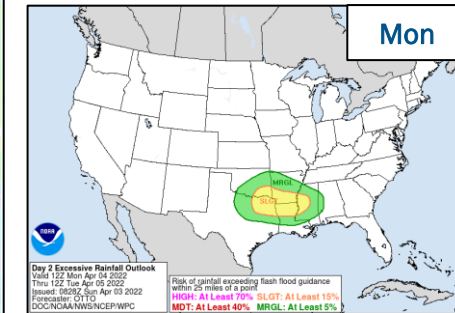 Mon
MRGL
SLGT
NOAA
Day 2 Excessive Rainfall Outlook
Valid 12Z Mon Apr 04 2022
Thru 12Z Tue Apr 05 2022
Issued: 0828Z Sun Apr 03 2022
Forecaster: OTTO
DOC/NOAA/NWS/NCEP/WPC
Risk of rainfall exceeding flash flood guidance
within 25 miles of a point
HIGH: At Least 70% SLGT: At Least 15%
MDT: At Least 40% MRGL: At Least 5%